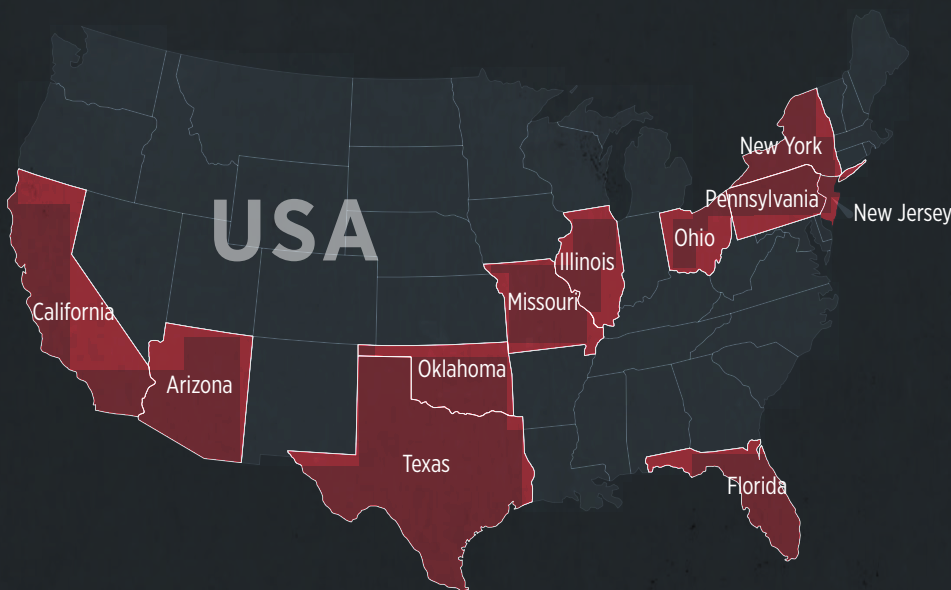 New York
Pennsylvania
USA
New Jersey
Ohio
Illinois
Missouri
California
Oklahoma
Arizona
Texas
Florida